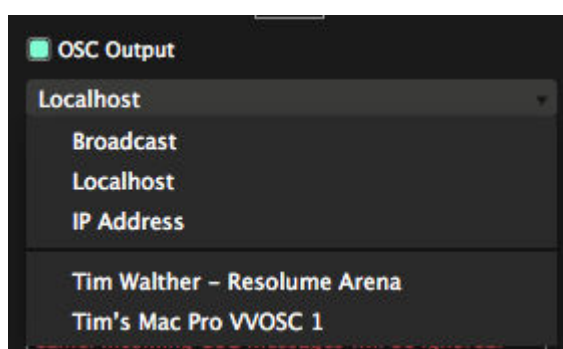 OSC Output
Localhost
Broadcast
Localhost
IP Address
Tim Walther – Resolume Arena
Tim's Mac Pro VVOSC 1